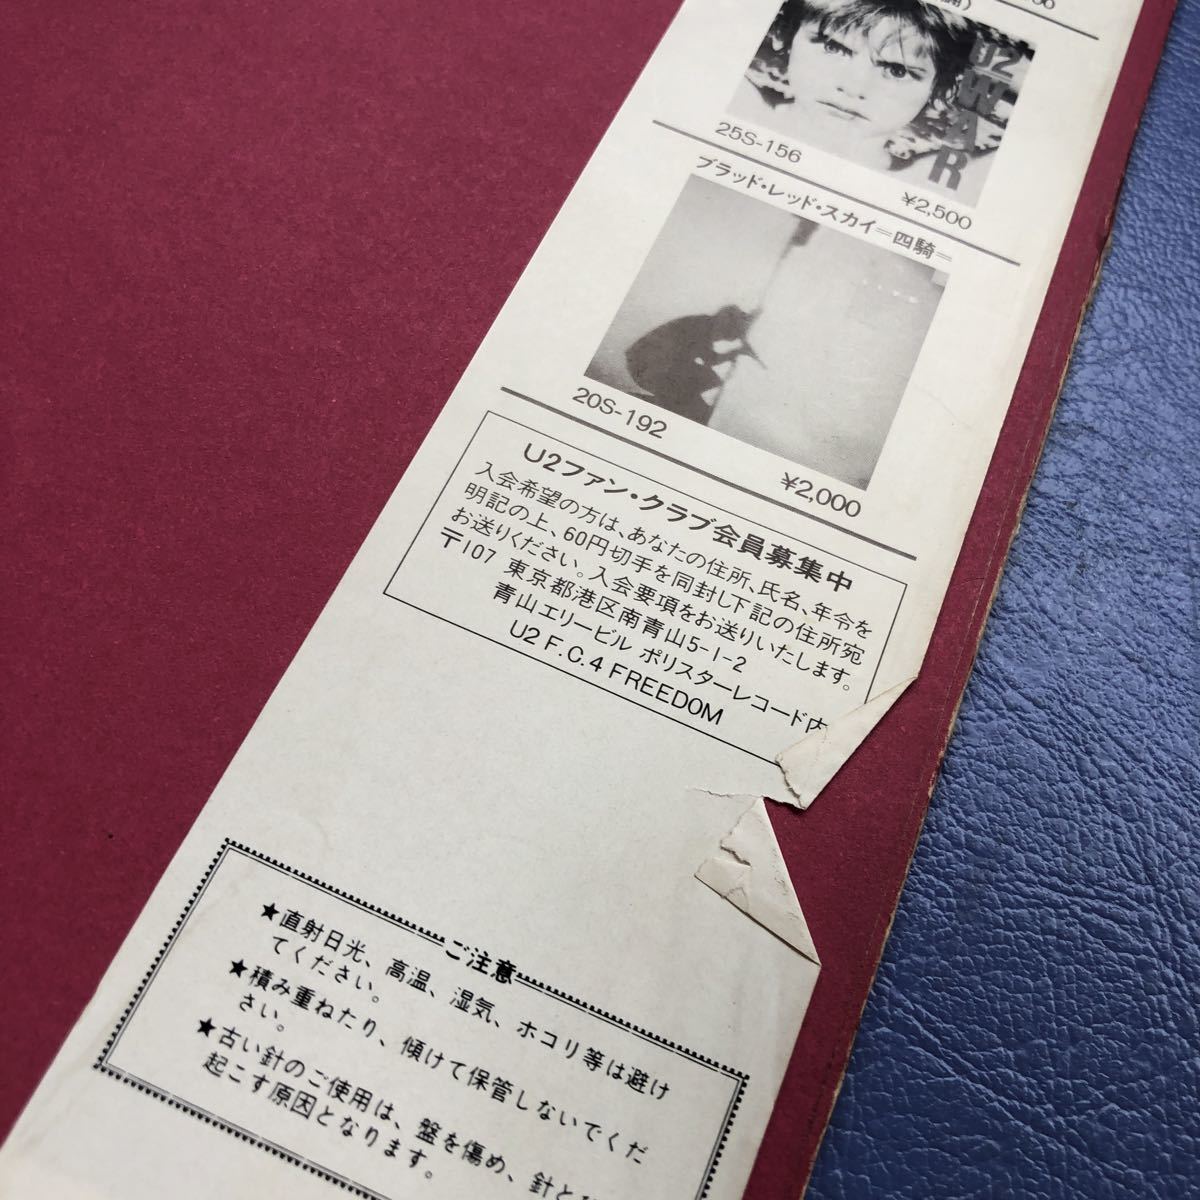 U2
WAR
25S-156
¥2,500
ブラッド・レッド・スカイ=四騎=
20S-192
¥2,000
U2ファン・クラブ会員募集中
入会希望の方は、あなたの住所、氏名、年令を
明記の上、60円切手を同封し下記の住所宛
お送りください。入会要項をお送りいたします。
〒107 東京都港区南青山5-1-2
青山エリービル ポリスターレコード内
U2 F.C.4 FREEDOM
ご注意
★直射日光、高温、湿気、ホコリ等は避け
てください。
★積み重ねたり、傾けて保管しないでくだ
さい。
★古い針のご使用は、盤を傷め、針とび
起こす原因となります。